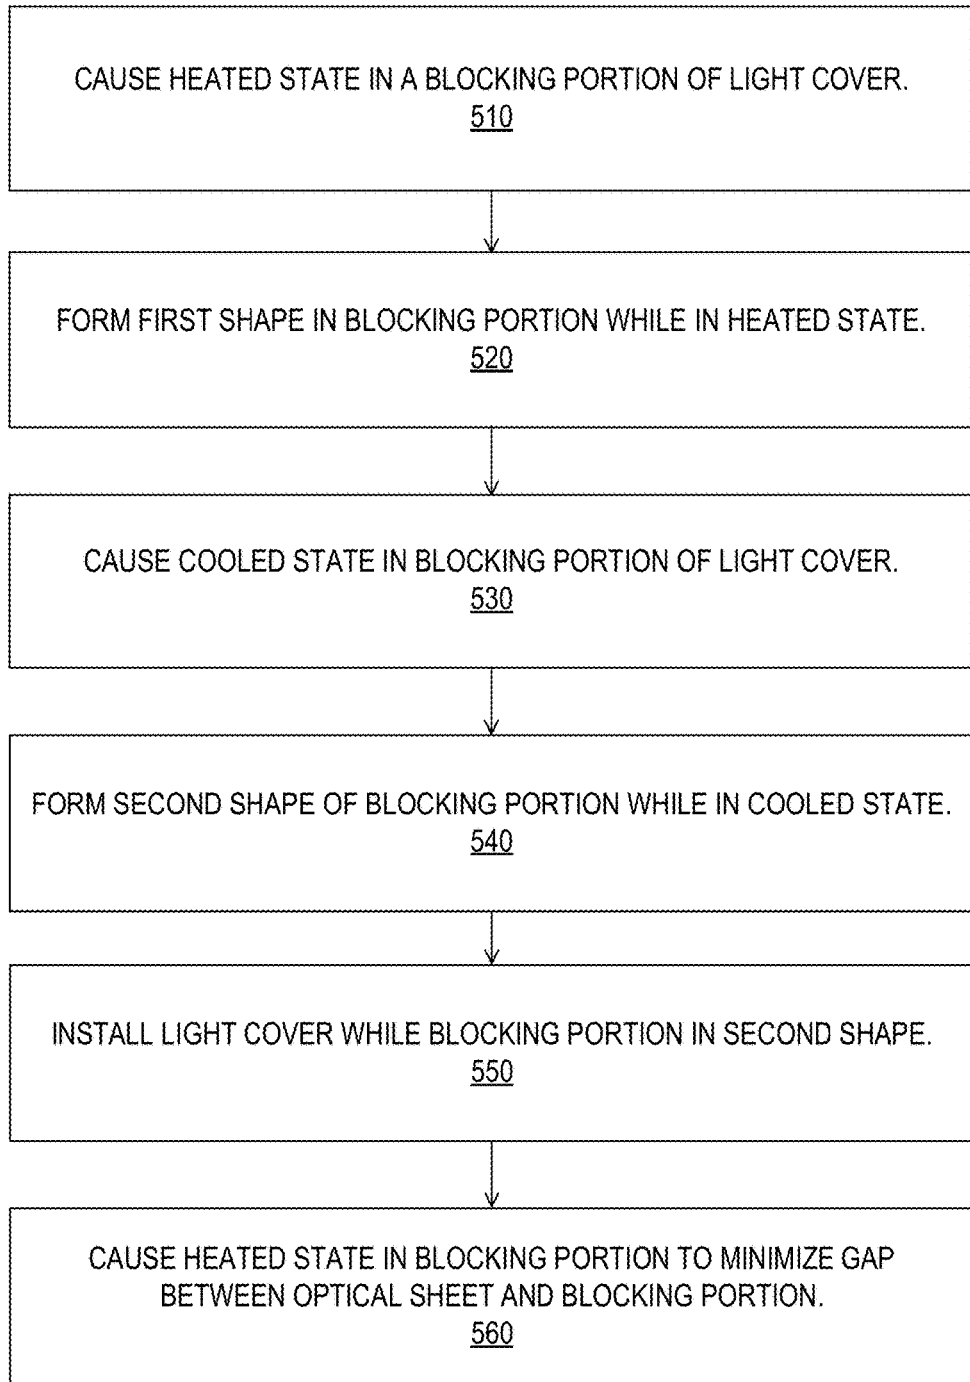 CAUSE HEATED STATE IN A BLOCKING PORTION OF LIGHT COVER.
510
FORM FIRST SHAPE IN BLOCKING PORTION WHILE IN HEATED STATE.
520
CAUSE COOLED STATE IN BLOCKING PORTION OF LIGHT COVER.
530
FORM SECOND SHAPE OF BLOCKING PORTION WHILE IN COOLED STATE.
540
INSTALL LIGHT COVER WHILE BLOCKING PORTION IN SECOND SHAPE.
550
CAUSE HEATED STATE IN BLOCKING PORTION TO MINIMIZE GAP
BETWEEN OPTICAL SHEET AND BLOCKING PORTION.
560